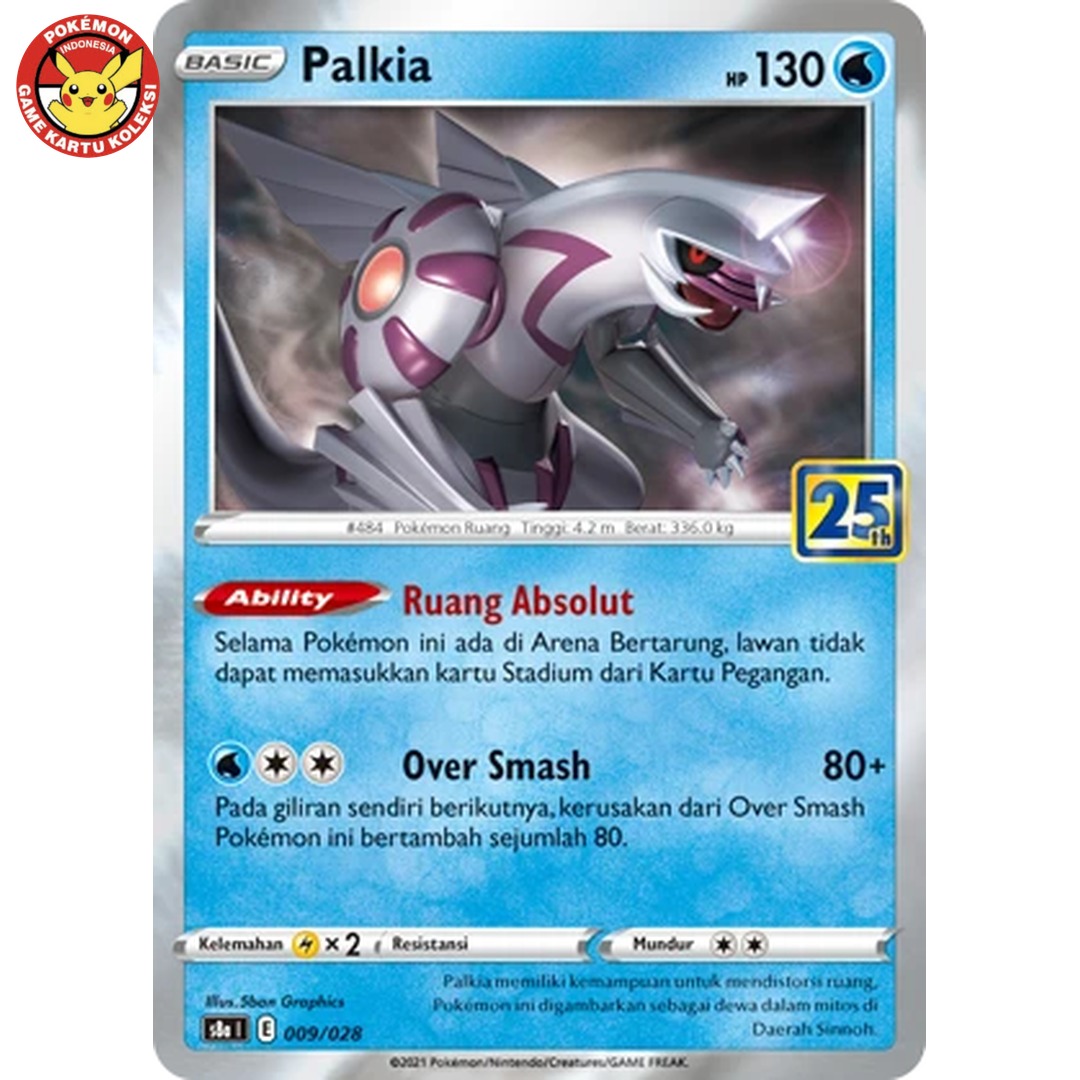 POKÉMON
INDONESIA
GAME KARTU KOLEKSI
BASIC Palkia HP 130
#484 Pokémon Ruang Tinggi: 4.2 m Berat: 336.0 kg
25th
Ability Ruang Absolut
Selama Pokémon ini ada di Arena Bertarung, lawan tidak
dapat memasukkan kartu Stadium dari Kartu Pegangan.
Over Smash 80+
Pada giliran sendiri berikutnya, kerusakan dari Over Smash
Pokémon ini bertambah sejumlah 80.
Kelemahan ×2 Resistansi Mundur
Palkia memiliki kemampuan untuk mendistorsi ruang.
Pokémon ini digambarkan sebagai dewa dalam mitos di
Daerah Sinnoh.
Illus. 5ban Graphics
s8a I E 009/028
©2021 Pokémon/Nintendo/Creatures/GAME FREAK.